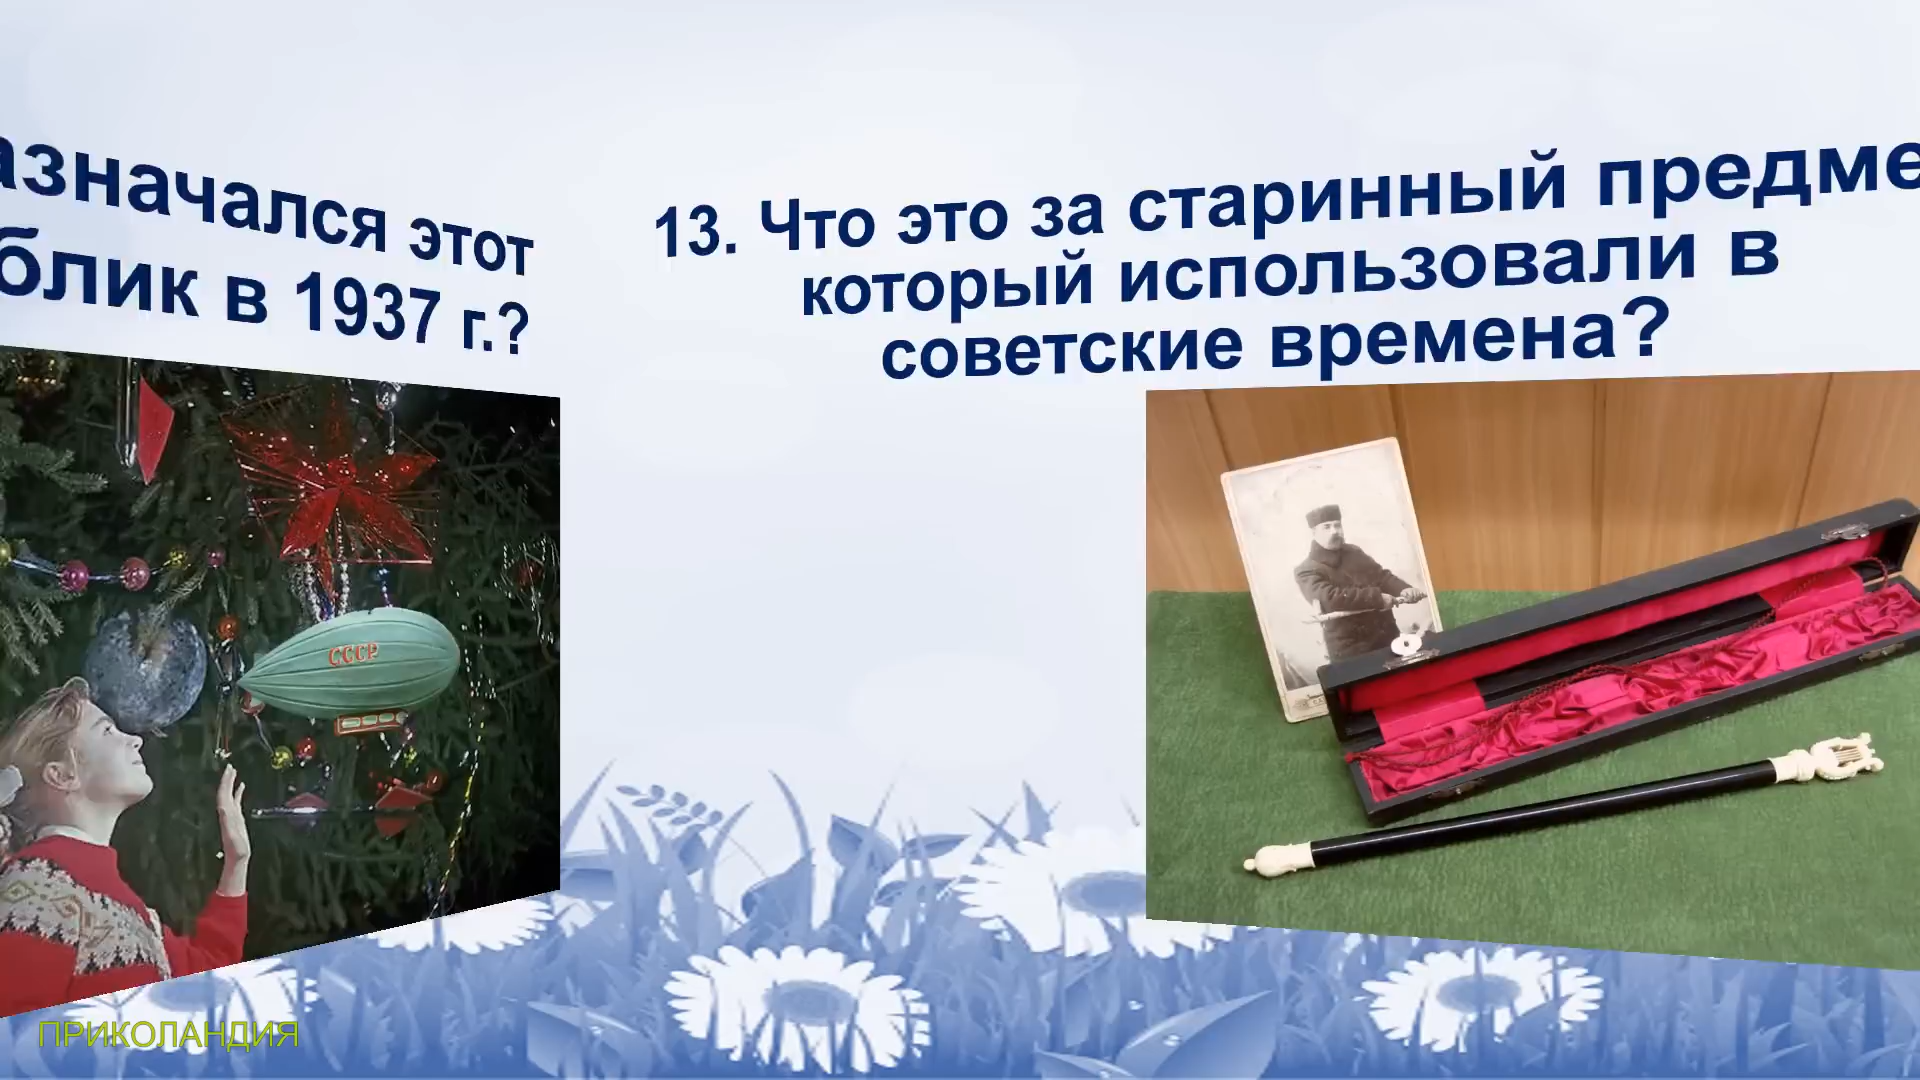 азначался этот
блик в 1937 г.?
13. Что это за старинный предме
который использовали в
советские времена?
СССР
ПРИКОЛАНДИЯ